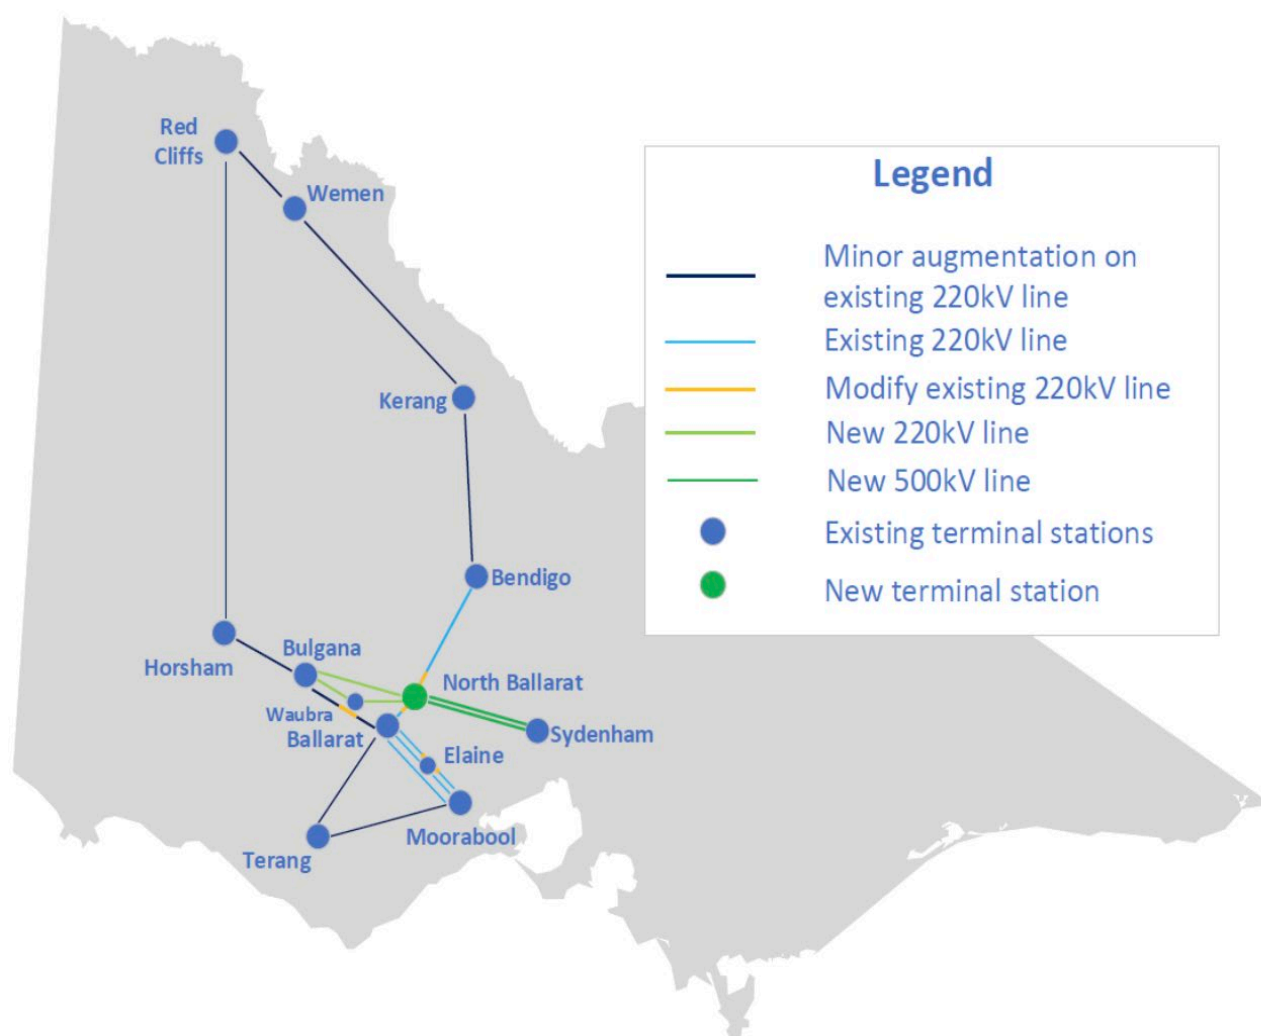 Red
Cliffs
Wemen
Legend
Minor augmentation on
existing 220kV line
Existing 220kV line
Modify existing 220kV line
New 220kV line
New 500kV line
Existing terminal stations
New terminal station
Kerang
Bendigo
Horsham
Bulgana
North Ballarat
Waubra
Ballarat
Sydenham
Elaine
Moorabool
Terang